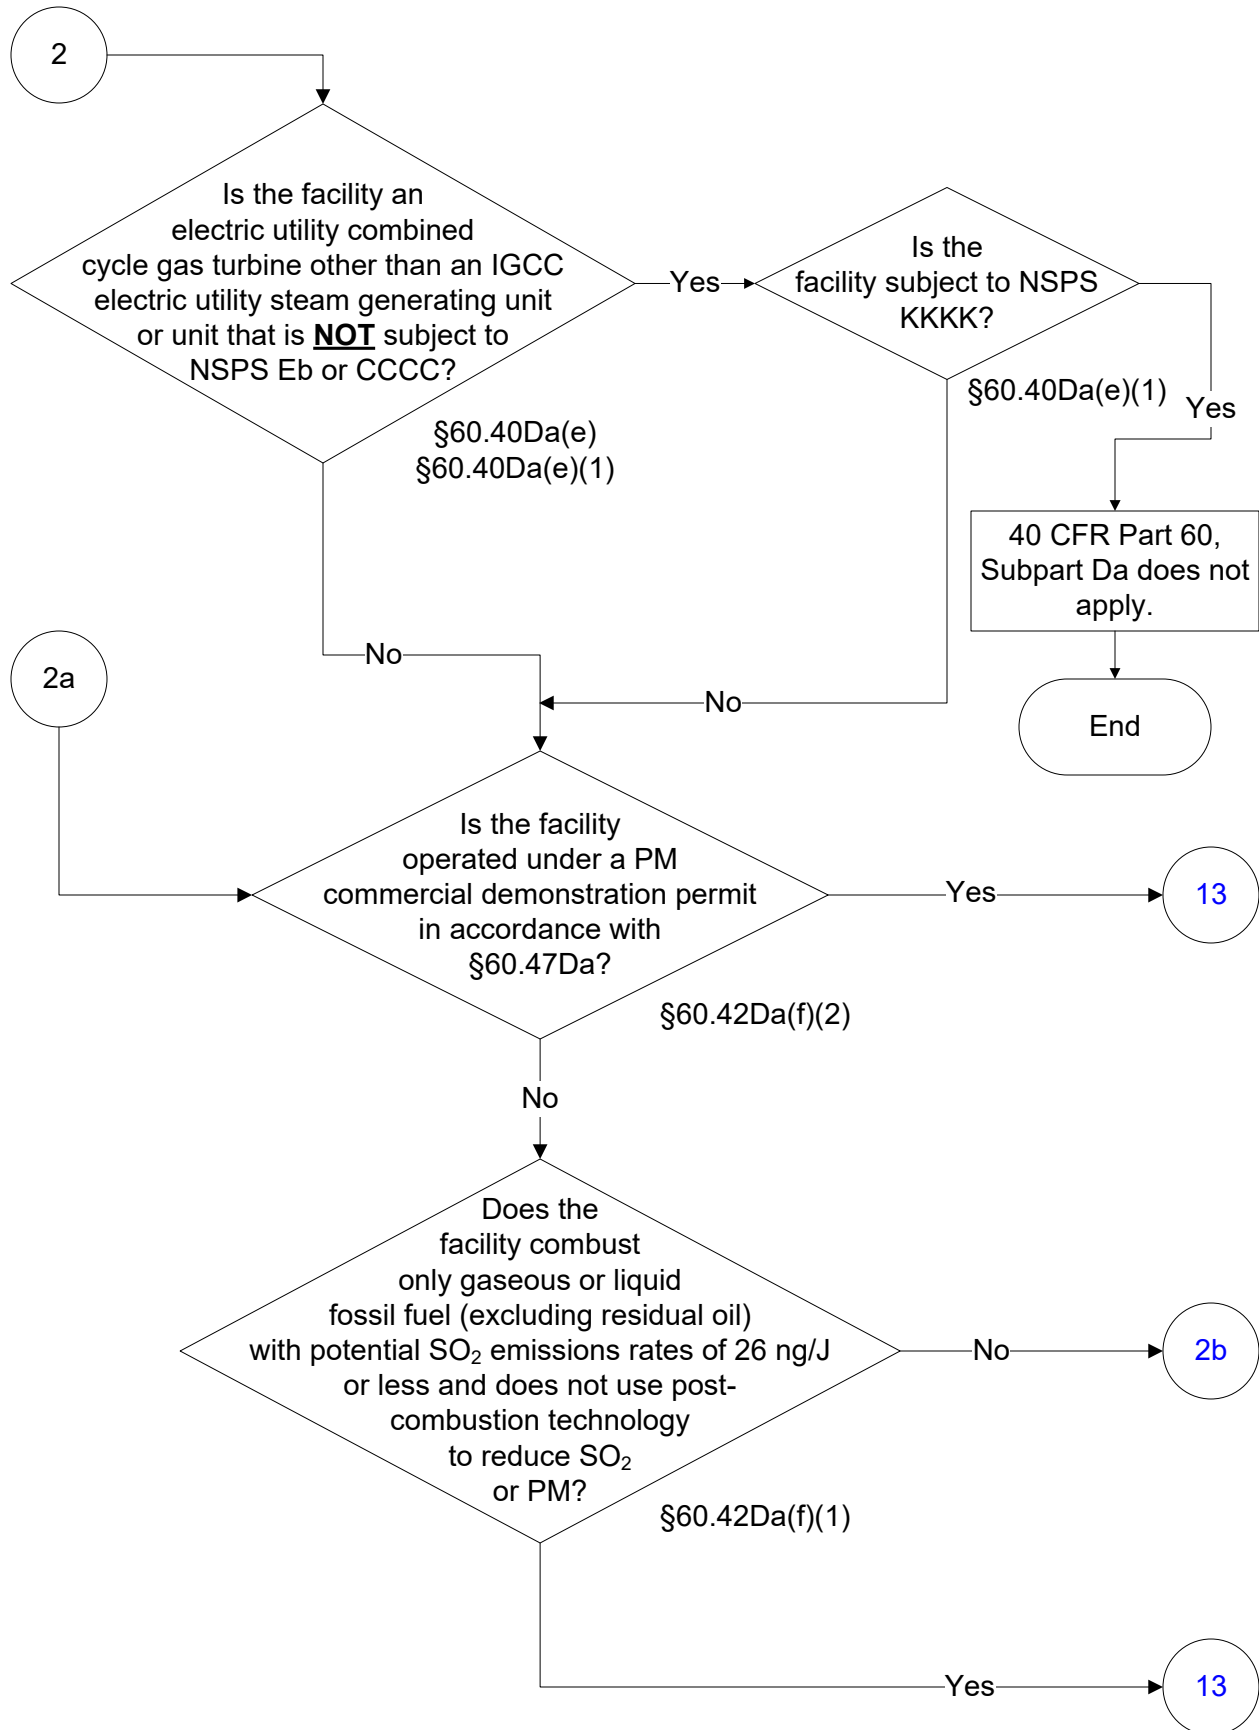 2
Is the facility an
electric utility combined
cycle gas turbine other than an IGCC
electric utility steam generating unit
or unit that is NOT subject to
NSPS Eb or CCCC?
§60.40Da(e)
§60.40Da(e)(1)
Yes
Is the
facility subject to NSPS
KKKK?
§60.40Da(e)(1)
Yes
40 CFR Part 60,
Subpart Da does not
apply.
End
No
No
2a
Is the facility
operated under a PM
commercial demonstration permit
in accordance with
§60.47Da?
§60.42Da(f)(2)
Yes
13
No
Does the
facility combust
only gaseous or liquid
fossil fuel (excluding residual oil)
with potential SO₂ emissions rates of 26 ng/J
or less and does not use post-
combustion technology
to reduce SO₂
or PM?
§60.42Da(f)(1)
No
2b
Yes
13